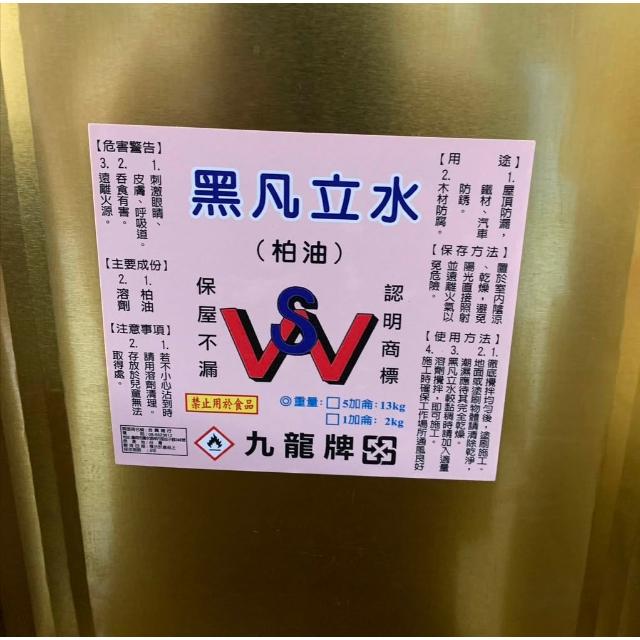 黑凡立水
（柏油）
【用途】
1. 屋頂防漏，
鐵材、汽車
防銹。
2. 木材防腐。
【保存方法】
置於室內陰涼
、乾燥，避免
陽光直接照射
並遠離火氣以
免危險。
【使用方法】
1. 徹底攪拌均勻後，塗刷施工。
2. 地面或塗刷物體請清除乾淨，
潮濕應待其完全乾燥。
3. 黑凡立水較黏稠時請加入適量
溶劑攪拌，即可施工。
4. 施工時確保工作場所通風良好
認明商標
SW
保屋不漏
【危害警告】
1. 刺激眼睛、
皮膚、呼吸道。
2. 吞食有害。
3. 遠離火源。
【主要成份】
1. 柏油
2. 溶劑
【注意事項】
1. 若不小心沾到時
請用溶劑清理。
2. 存放於兒童無法
取得處。
禁止用於食品
◎重量：□5加侖：13kg
□1加侖： 2kg
九龍牌